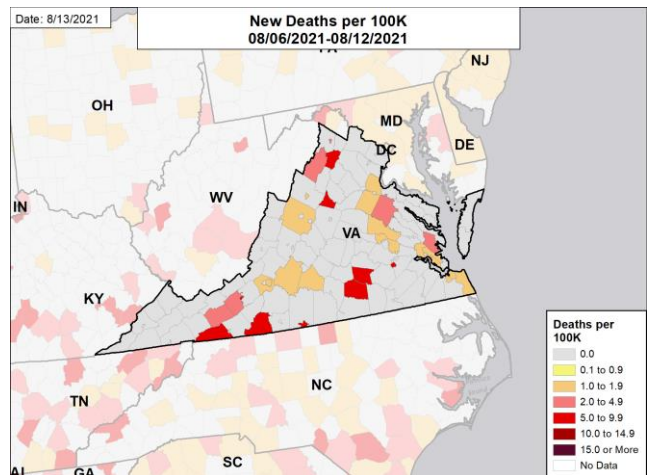 Date: 8/13/2021
New Deaths per 100K
08/06/2021-08/12/2021
PA
NJ
OH
MD
DE
DC
WV
IN
VA
KY
TN
NC
SC
AL
GA
Deaths per
100K
0.0
0.1 to 0.9
1.0 to 1.9
2.0 to 4.9
5.0 to 9.9
10.0 to 14.9
15.0 or More
No Data